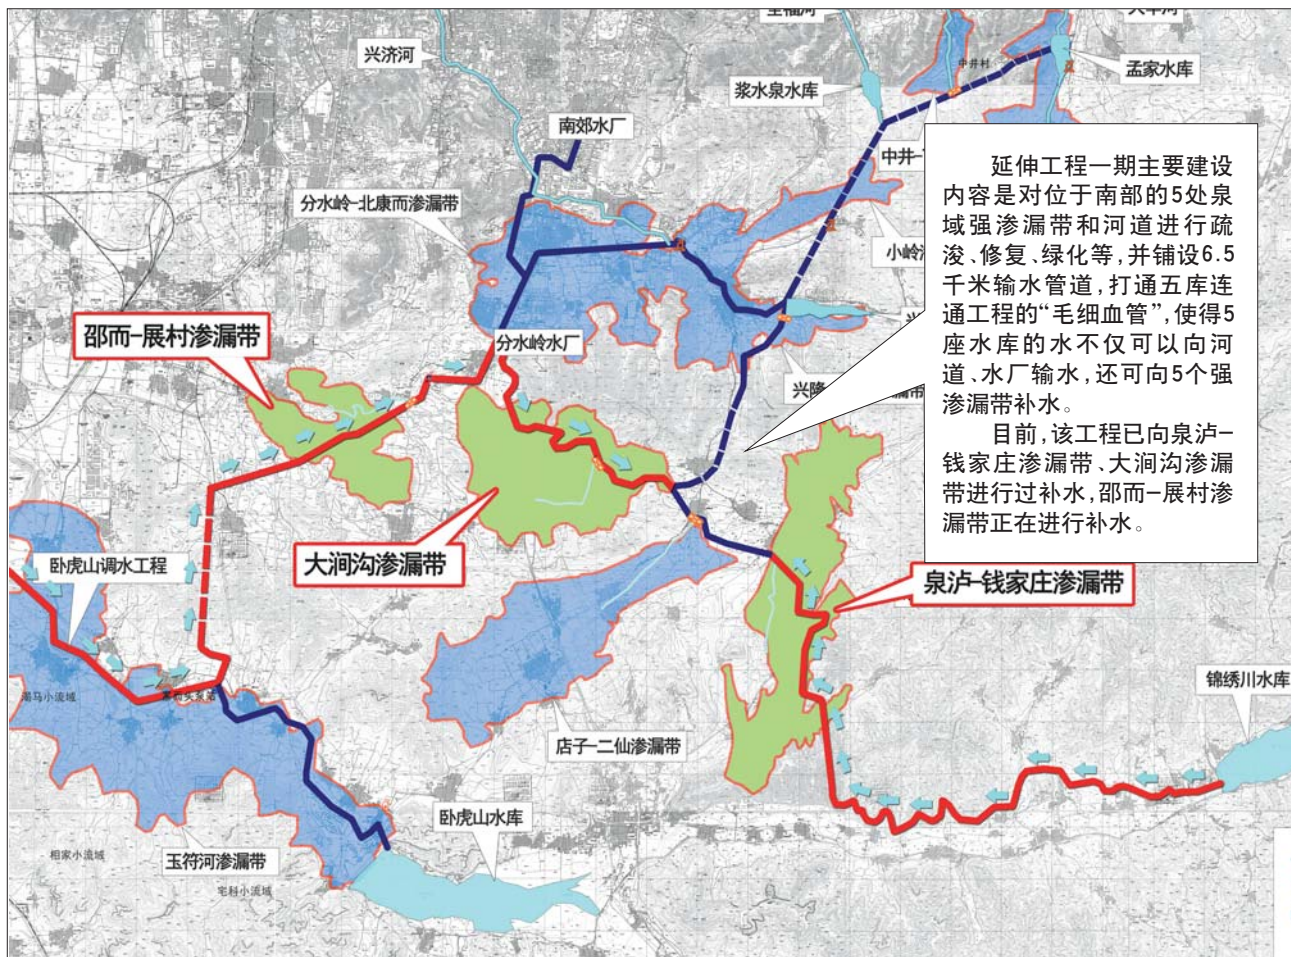 兴济河
浆水泉水库
中井村
孟家水库
南郊水厂
中井-
分水岭-北康而渗漏带
小岭
分水岭水厂
兴隆
邵而-展村渗漏带
大涧沟渗漏带
卧虎山调水工程
泉泸-钱家庄渗漏带
锦绣川水库
店子-二仙渗漏带
卧虎山水库
玉符河渗漏带
相家小流域
宅科小流域
延伸工程一期主要建设
内容是对位于南部的5处泉
域强渗漏带和河道进行疏
浚、修复、绿化等,并铺设6.5
千米输水管道,打通五库连
通工程的“毛细血管”,使得5
座水库的水不仅可以向河
道、水厂输水,还可向5个强
渗漏带补水。
目前,该工程已向泉泸-
钱家庄渗漏带、大涧沟渗漏
带进行过补水,邵而-展村渗
漏带正在进行补水。